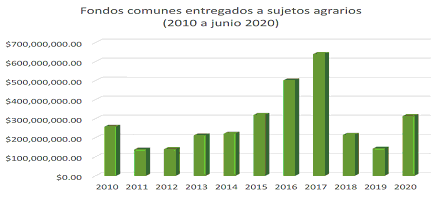 Fondos comunes entregados a sujetos agrarios
(2010 a junio 2020)
$700,000,000.00
$600,000,000.00
$500,000,000.00
$400,000,000.00
$300,000,000.00
$200,000,000.00
$100,000,000.00
$0.00
2010 2011 2012 2013 2014 2015 2016 2017 2018 2019 2020